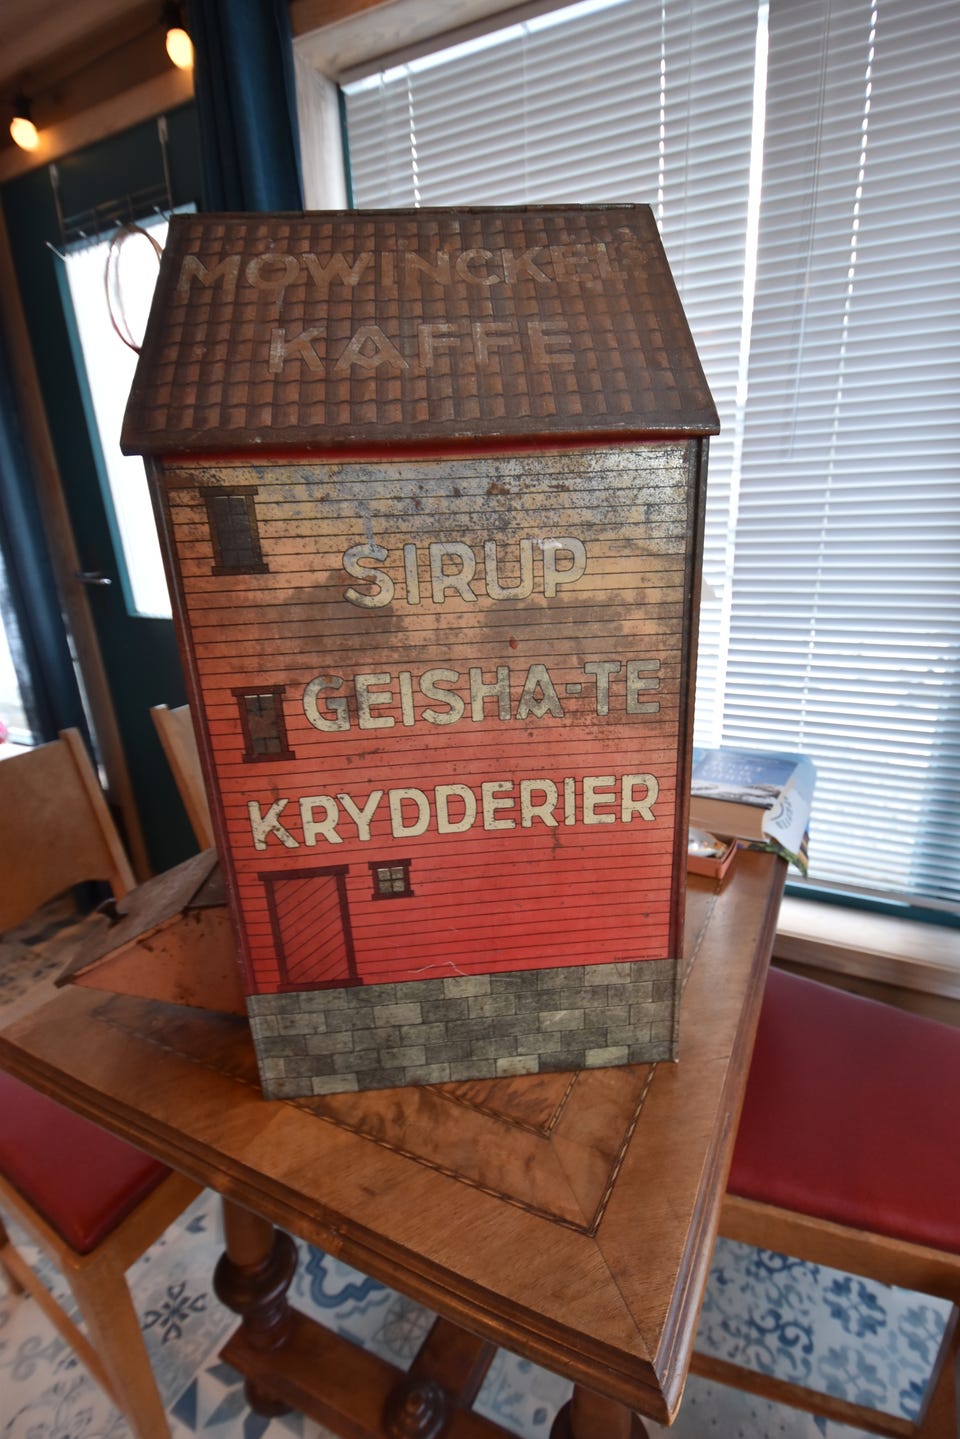 MOWINCKELS
KAFFE
SIRUP
GEISHA-TE
KRYDDERIER